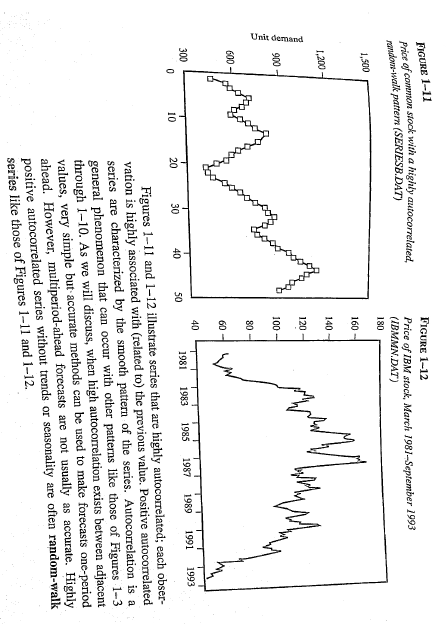 FIGURE 1–11
Price of common stock with a highly autocorrelated,
random-walk pattern (SERIESB.DAT)
Unit demand
1,500
1,200
900
600
300
0
10
20
30
40
50
FIGURE 1–12
Price of IBM stock, March 1981–September 1993
(IBMMN.DAT)
180
160
140
120
100
80
60
40
1981
1983
1985
1987
1989
1991
1993
Figures 1–11 and 1–12 illustrate series that are highly autocorrelated; each obser-
vation is highly associated with (related to) the previous value. Positive autocorrelated
series are characterized by the smooth pattern of the series. Autocorrelation is a
general phenomenon that can occur with other patterns like those of Figures 1–3
through 1–10. As we will discuss, when high autocorrelation exists between adjacent
values, very simple but accurate methods can be used to make forecasts one-period
ahead. However, multiperiod-ahead forecasts are not usually as accurate. Highly
positive autocorrelated series without trends or seasonality are often random-walk
series like those of Figures 1–11 and 1–12.